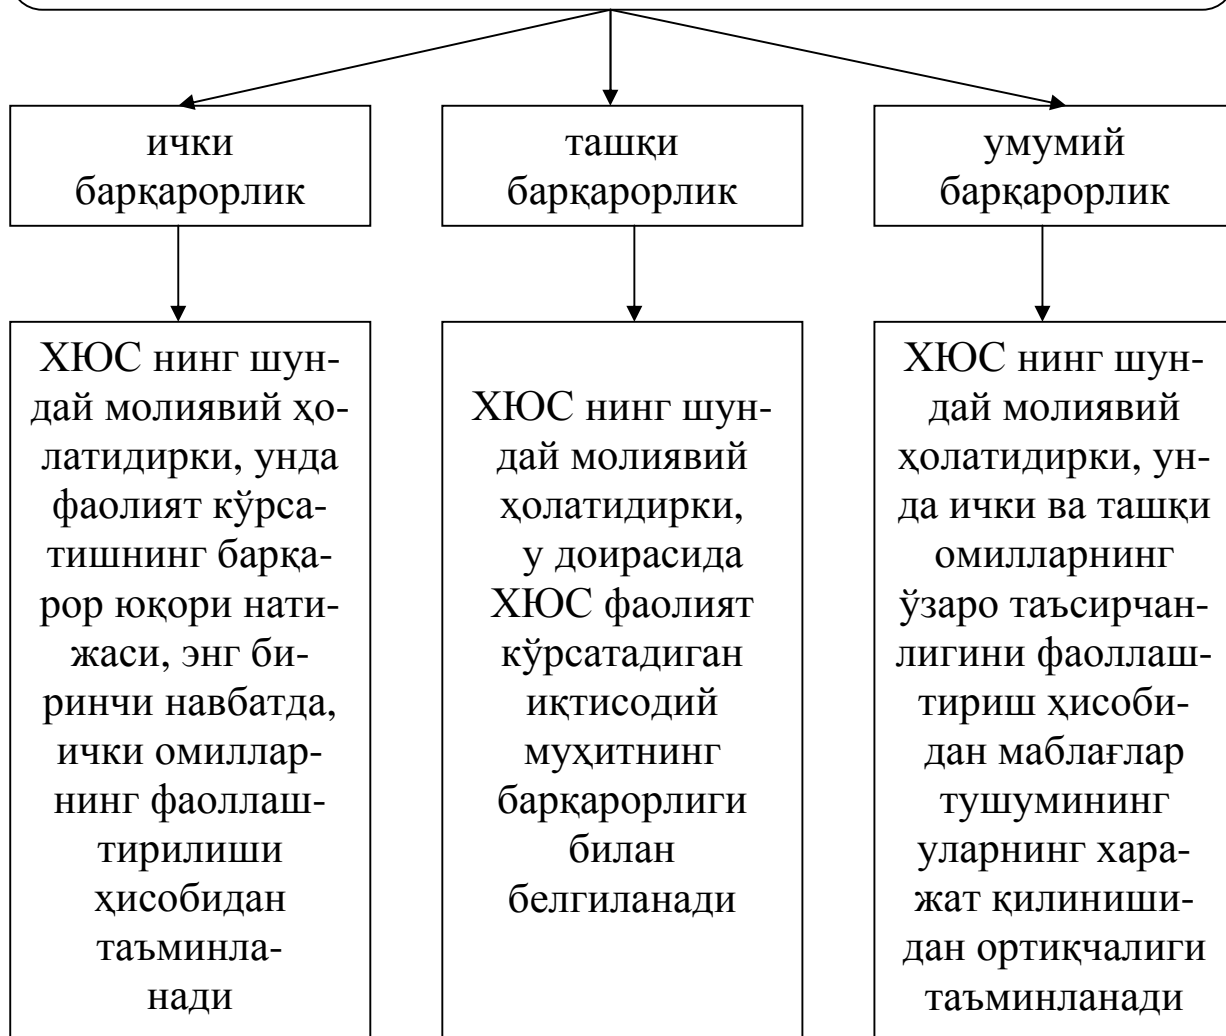 ички
барқарорлик
ташқи
барқарорлик
умумий
барқарорлик
ХЮС нинг шун-
дай молиявий ҳо-
латидирки, унда
фаолият кўрса-
тишнинг барқа-
рор юқори нати-
жаси, энг би-
ринчи навбатда,
ички омиллар-
нинг фаоллаш-
тирилиши
ҳисобидан
таъминла-
нади
ХЮС нинг шун-
дай молиявий
ҳолатидирки,
у доирасида
ХЮС фаолият
кўрсатадиган
иқтисодий
муҳитнинг
барқарорлиги
билан
белгиланади
ХЮС нинг шун-
дай молиявий
ҳолатидирки, ун-
да ички ва ташқи
омилларнинг
ўзаро таъсирчан-
лигини фаоллаш-
тириш ҳисоби-
дан маблағлар
тушумининг
уларнинг хара-
жат қилиниши-
дан ортиқчалиги
таъминланади